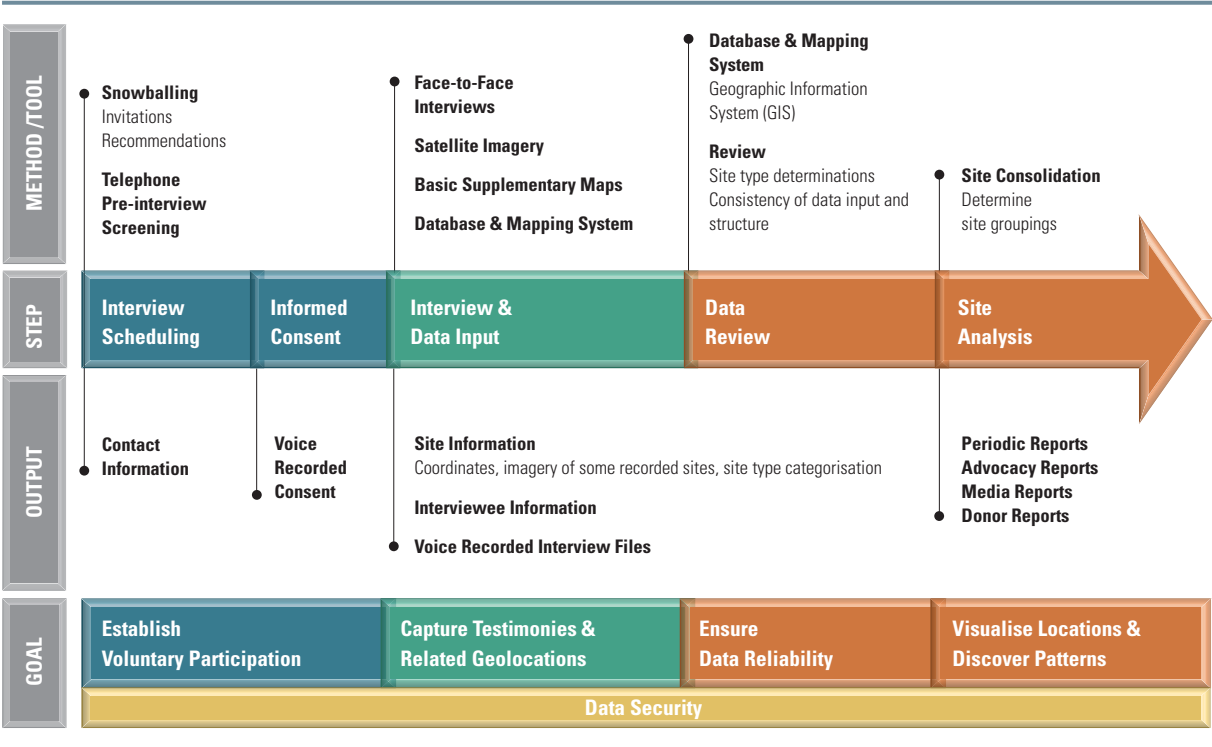 METHOD /TOOL
Snowballing
Invitations
Recommendations
Telephone
Pre-interview
Screening
Face-to-Face
Interviews
Satellite Imagery
Basic Supplementary Maps
Database & Mapping System
Database & Mapping
System
Geographic Information
System (GIS)
Review
Site type determinations
Consistency of data input and
structure
Site Consolidation
Determine
site groupings
STEP
Interview
Scheduling
Informed
Consent
Interview &
Data Input
Data
Review
Site
Analysis
OUTPUT
Contact
Information
Voice
Recorded
Consent
Site Information
Coordinates, imagery of some recorded sites, site type categorisation
Interviewee Information
Voice Recorded Interview Files
Periodic Reports
Advocacy Reports
Media Reports
Donor Reports
GOAL
Establish
Voluntary Participation
Capture Testimonies &
Related Geolocations
Ensure
Data Reliability
Visualise Locations &
Discover Patterns
Data Security